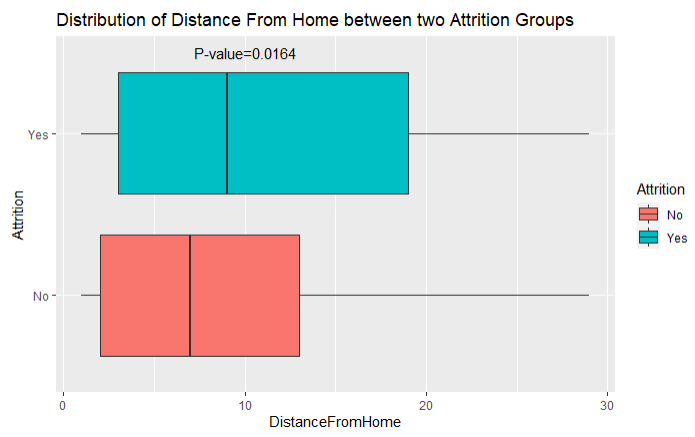 Distribution of Distance From Home between two Attrition Groups
P-value=0.0164
Yes
No
Attrition
0
10
20
30
DistanceFromHome
Attrition
No
Yes